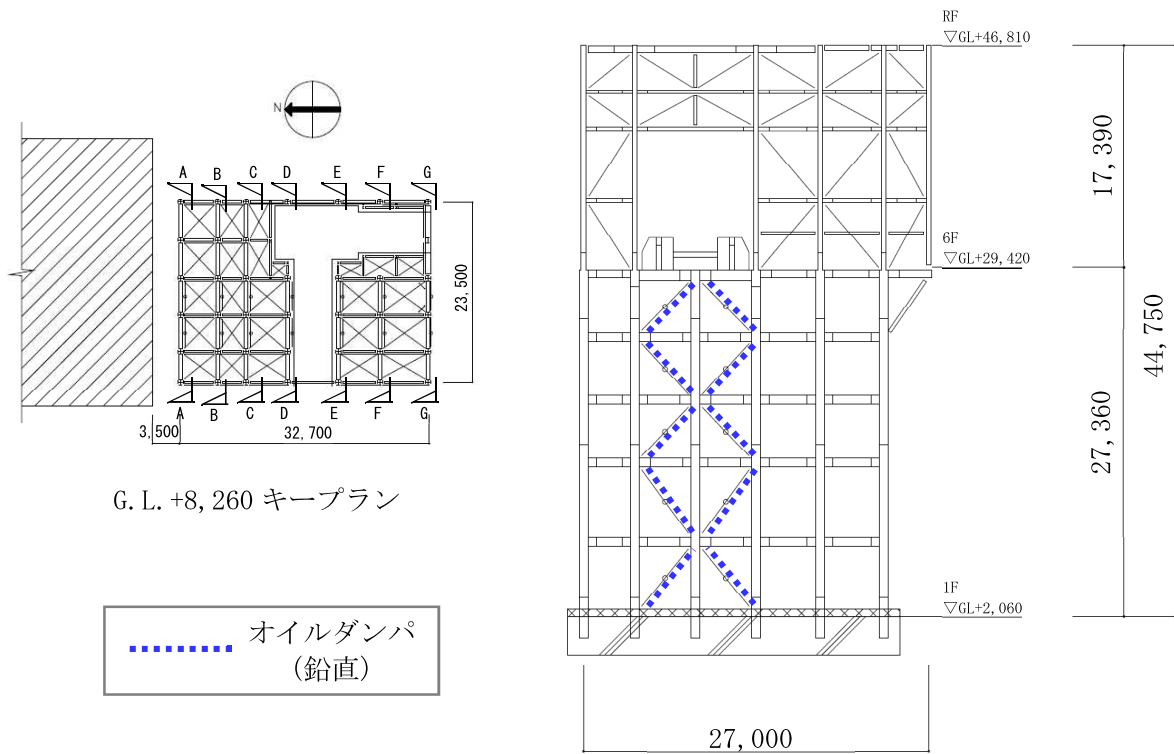 N
A B C D E F G
23,500
A B C D E F G
3,500
32,700
G.L.+8,260 キープラン
オイルダンパ
(鉛直)
RF
▽GL+46,810
17,390
6F
▽GL+29,420
44,750
27,360
1F
▽GL+2,060
27,000